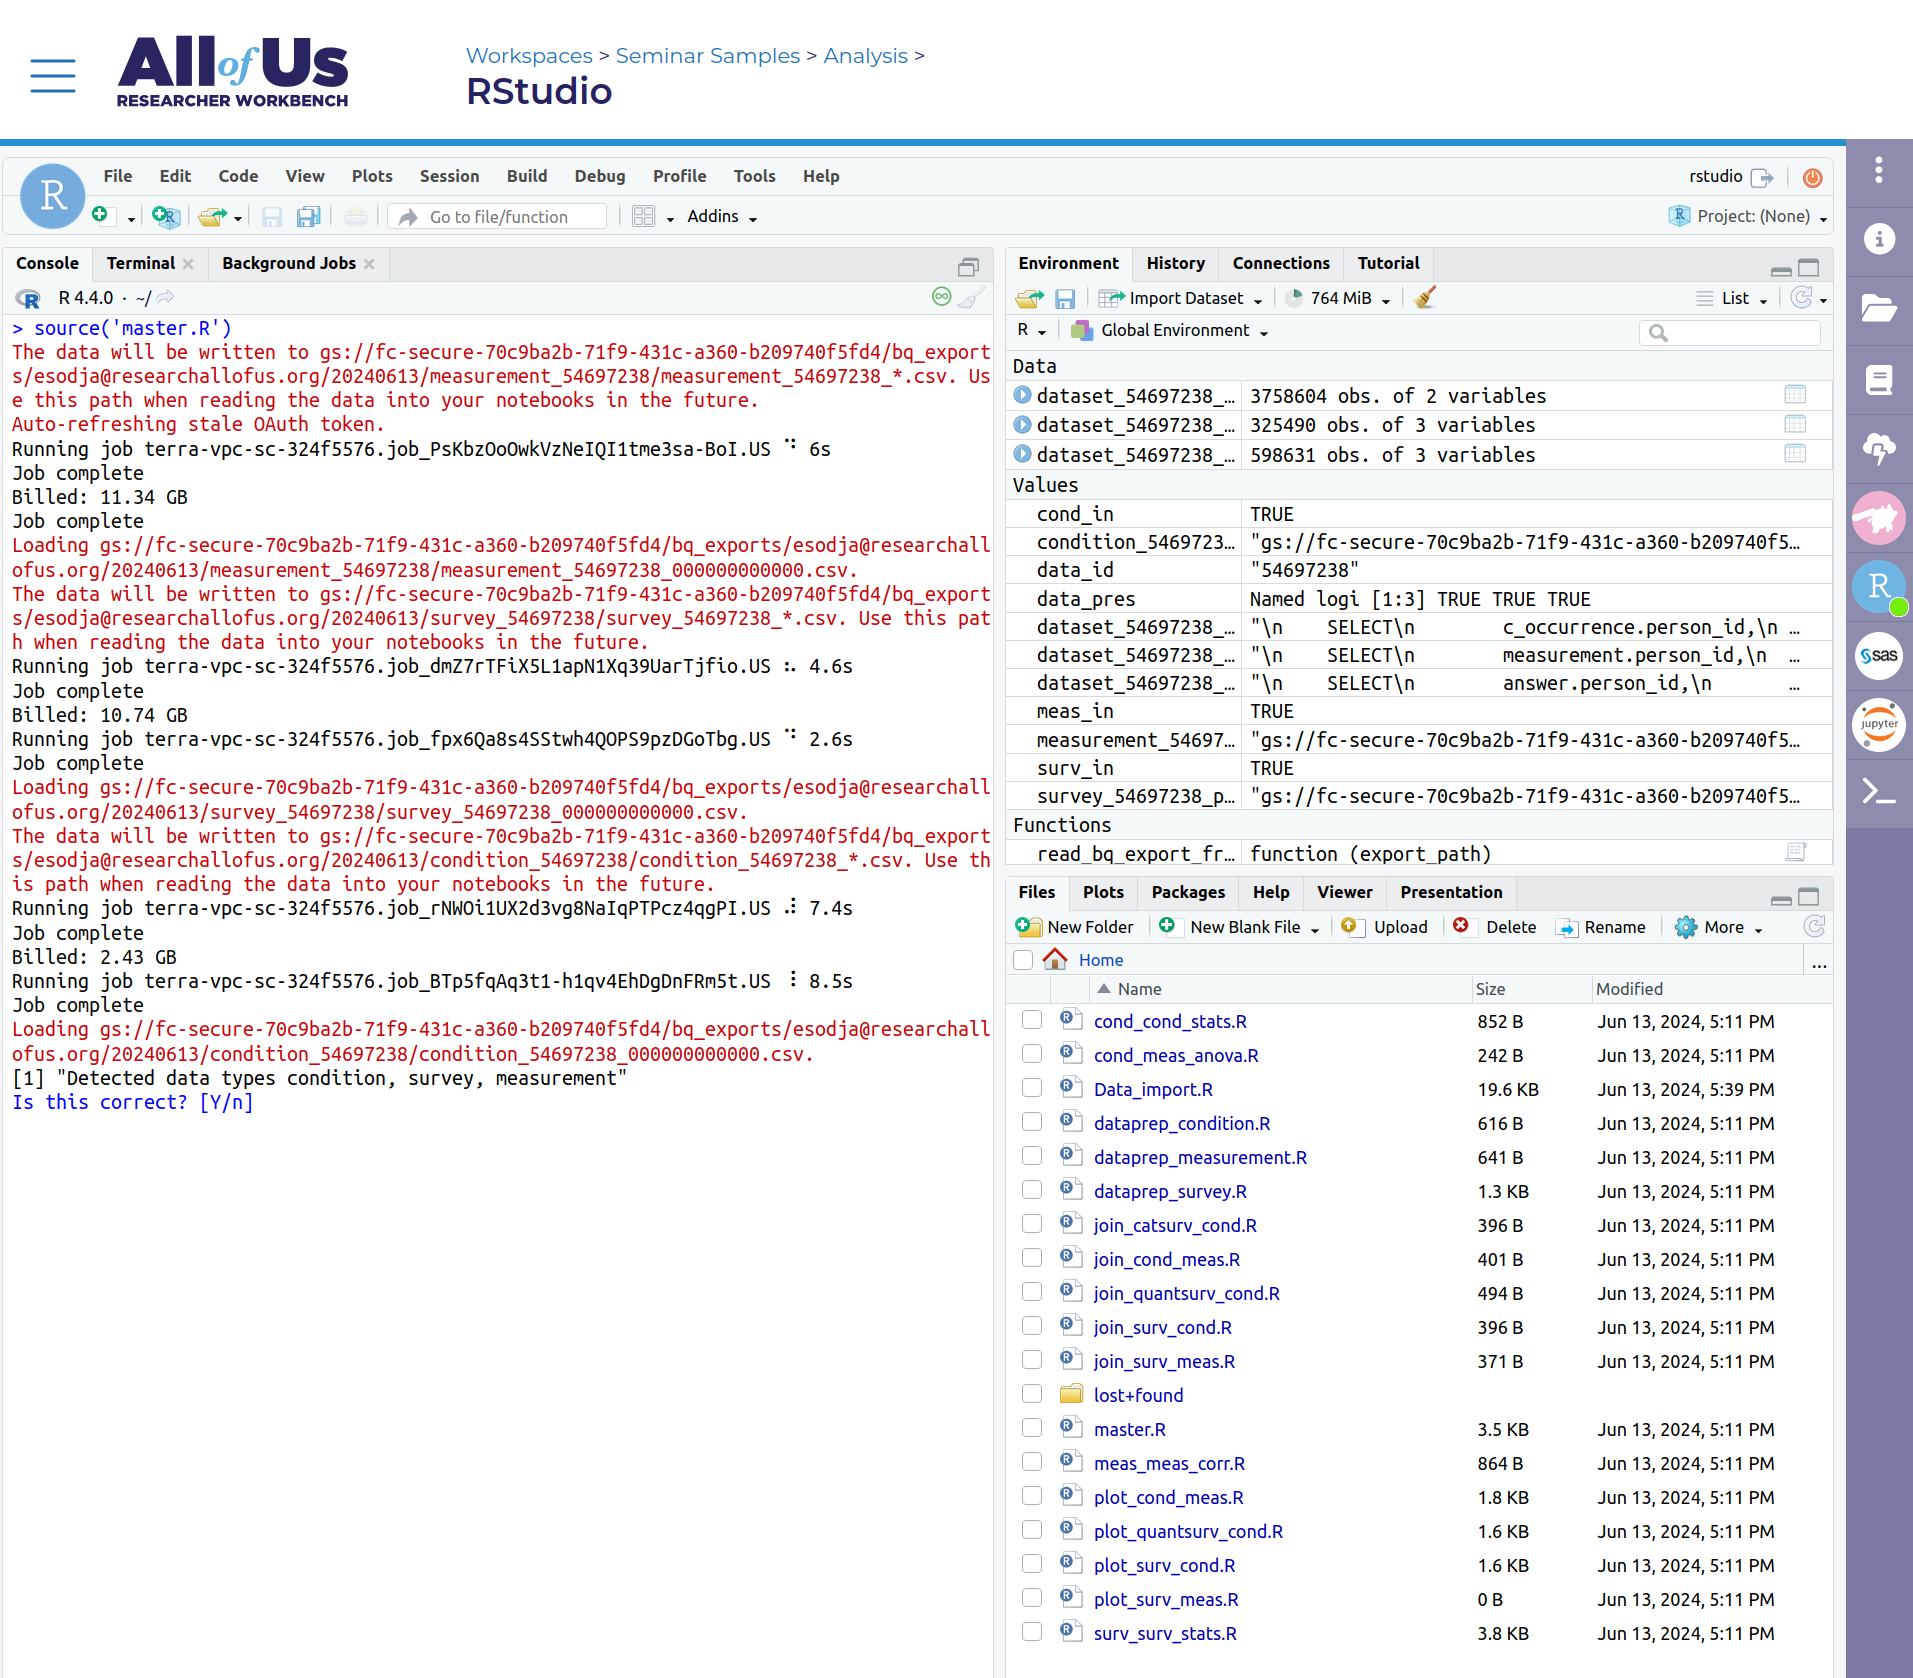 All of Us
RESEARCHER WORKBENCH
Workspaces > Seminar Samples > Analysis >
RStudio
R
File Edit Code View Plots Session Build Debug Profile Tools Help
rstudio
Go to file/function
Addins
Project: (None)
Console Terminal Background Jobs
R 4.4.0 · ~/
> source('master.R')
The data will be written to gs://fc-secure-70c9ba2b-71f9-431c-a360-b209740f5fd4/bq_export
s/esodja@researchallofus.org/20240613/measurement_54697238/measurement_54697238_*.csv. Us
e this path when reading the data into your notebooks in the future.
Auto-refreshing stale OAuth token.
Running job terra-vpc-sc-324f5576.job_PsKbzOoOwkVzNeIQI1tme3sa-BoI.US ⠙ 6s
Job complete
Billed: 11.34 GB
Job complete
Loading gs://fc-secure-70c9ba2b-71f9-431c-a360-b209740f5fd4/bq_exports/esodja@researchall
ofus.org/20240613/measurement_54697238/measurement_54697238_000000000000.csv.
The data will be written to gs://fc-secure-70c9ba2b-71f9-431c-a360-b209740f5fd4/bq_export
s/esodja@researchallofus.org/20240613/survey_54697238/survey_54697238_*.csv. Use this pat
h when reading the data into your notebooks in the future.
Running job terra-vpc-sc-324f5576.job_dmZ7rTFiX5L1apN1Xq39UarTjfio.US ⠦ 4.6s
Job complete
Billed: 10.74 GB
Running job terra-vpc-sc-324f5576.job_fpx6Qa8s4SStwh4QOPS9pzDGoTbg.US ⠙ 2.6s
Job complete
Loading gs://fc-secure-70c9ba2b-71f9-431c-a360-b209740f5fd4/bq_exports/esodja@researchall
ofus.org/20240613/survey_54697238/survey_54697238_000000000000.csv.
The data will be written to gs://fc-secure-70c9ba2b-71f9-431c-a360-b209740f5fd4/bq_export
s/esodja@researchallofus.org/20240613/condition_54697238/condition_54697238_*.csv. Use th
is path when reading the data into your notebooks in the future.
Running job terra-vpc-sc-324f5576.job_rNWOi1UX2d3vg8NaIqPTPcz4qgPI.US ⠼ 7.4s
Job complete
Billed: 2.43 GB
Running job terra-vpc-sc-324f5576.job_BTp5fqAq3t1-h1qv4EhDgDnFRm5t.US ⠸ 8.5s
Job complete
Loading gs://fc-secure-70c9ba2b-71f9-431c-a360-b209740f5fd4/bq_exports/esodja@researchall
ofus.org/20240613/condition_54697238/condition_54697238_000000000000.csv.
[1] "Detected data types condition, survey, measurement"
Is this correct? [Y/n]
Environment History Connections Tutorial
Import Dataset 764 MiB List
R Global Environment
Data
dataset_54697238_… 3758604 obs. of 2 variables
dataset_54697238_… 325490 obs. of 3 variables
dataset_54697238_… 598631 obs. of 3 variables
Values
cond_in TRUE
condition_5469723… "gs://fc-secure-70c9ba2b-71f9-431c-a360-b209740f5…
data_id "54697238"
data_pres Named logi [1:3] TRUE TRUE TRUE
dataset_54697238_… "\n SELECT\n c_occurrence.person_id,\n …
dataset_54697238_… "\n SELECT\n measurement.person_id,\n …
dataset_54697238_… "\n SELECT\n answer.person_id,\n …
meas_in TRUE
measurement_54697… "gs://fc-secure-70c9ba2b-71f9-431c-a360-b209740f5…
surv_in TRUE
survey_54697238_p… "gs://fc-secure-70c9ba2b-71f9-431c-a360-b209740f5…
Functions
read_bq_export_fr… function (export_path)
Files Plots Packages Help Viewer Presentation
New Folder New Blank File Upload Delete Rename More
Home ...
Name Size Modified
cond_cond_stats.R 852 B Jun 13, 2024, 5:11 PM
cond_meas_anova.R 242 B Jun 13, 2024, 5:11 PM
Data_import.R 19.6 KB Jun 13, 2024, 5:39 PM
dataprep_condition.R 616 B Jun 13, 2024, 5:11 PM
dataprep_measurement.R 641 B Jun 13, 2024, 5:11 PM
dataprep_survey.R 1.3 KB Jun 13, 2024, 5:11 PM
join_catsurv_cond.R 396 B Jun 13, 2024, 5:11 PM
join_cond_meas.R 401 B Jun 13, 2024, 5:11 PM
join_quantsurv_cond.R 494 B Jun 13, 2024, 5:11 PM
join_surv_cond.R 396 B Jun 13, 2024, 5:11 PM
join_surv_meas.R 371 B Jun 13, 2024, 5:11 PM
lost+found
master.R 3.5 KB Jun 13, 2024, 5:11 PM
meas_meas_corr.R 864 B Jun 13, 2024, 5:11 PM
plot_cond_meas.R 1.8 KB Jun 13, 2024, 5:11 PM
plot_quantsurv_cond.R 1.6 KB Jun 13, 2024, 5:11 PM
plot_surv_cond.R 1.6 KB Jun 13, 2024, 5:11 PM
plot_surv_meas.R 0 B Jun 13, 2024, 5:11 PM
surv_surv_stats.R 3.8 KB Jun 13, 2024, 5:11 PM
R
sas
jupyter